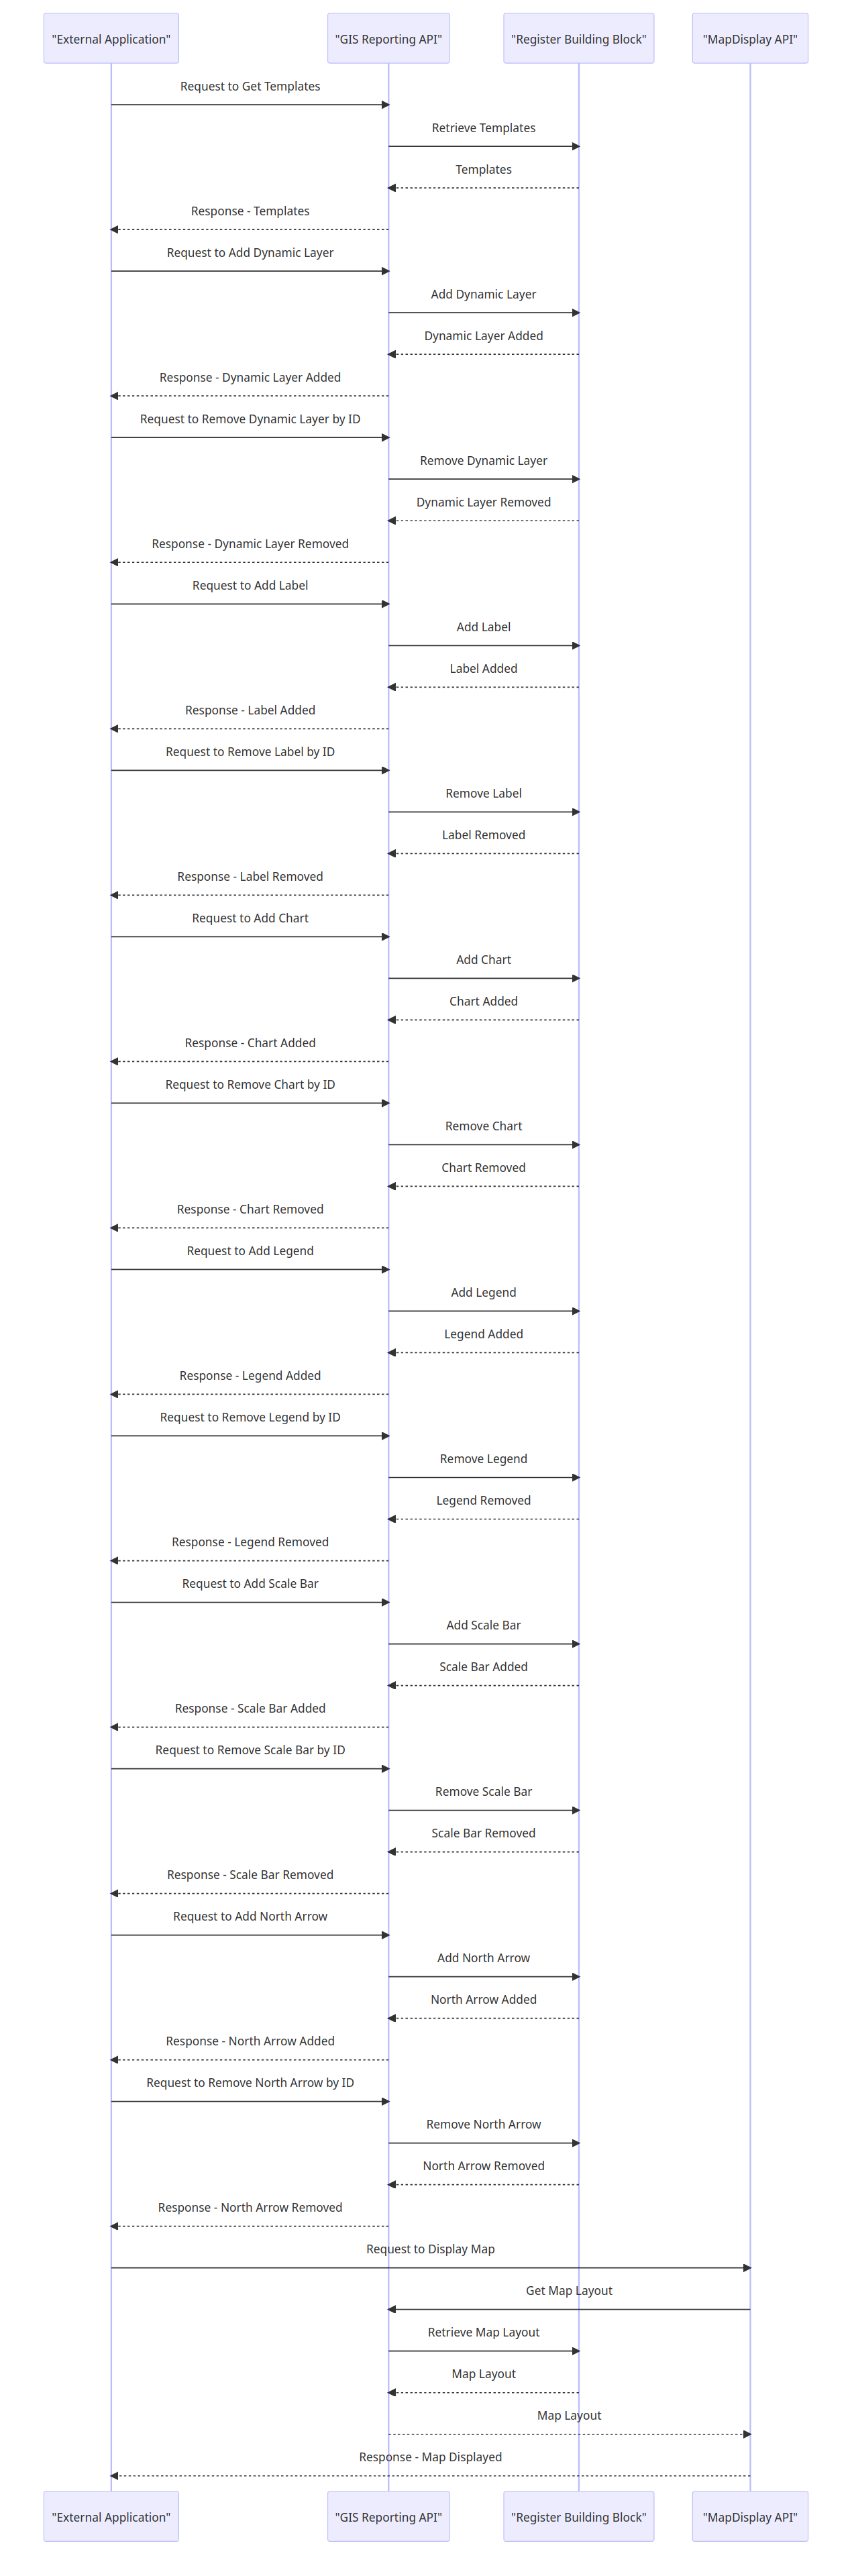 "External Application"
"GIS Reporting API"
"Register Building Block"
"MapDisplay API"
Request to Get Templates
Retrieve Templates
Templates
Response - Templates
Request to Add Dynamic Layer
Add Dynamic Layer
Dynamic Layer Added
Response - Dynamic Layer Added
Request to Remove Dynamic Layer by ID
Remove Dynamic Layer
Dynamic Layer Removed
Response - Dynamic Layer Removed
Request to Add Label
Add Label
Label Added
Response - Label Added
Request to Remove Label by ID
Remove Label
Label Removed
Response - Label Removed
Request to Add Chart
Add Chart
Chart Added
Response - Chart Added
Request to Remove Chart by ID
Remove Chart
Chart Removed
Response - Chart Removed
Request to Add Legend
Add Legend
Legend Added
Response - Legend Added
Request to Remove Legend by ID
Remove Legend
Legend Removed
Response - Legend Removed
Request to Add Scale Bar
Add Scale Bar
Scale Bar Added
Response - Scale Bar Added
Request to Remove Scale Bar by ID
Remove Scale Bar
Scale Bar Removed
Response - Scale Bar Removed
Request to Add North Arrow
Add North Arrow
North Arrow Added
Response - North Arrow Added
Request to Remove North Arrow by ID
Remove North Arrow
North Arrow Removed
Response - North Arrow Removed
Request to Display Map
Get Map Layout
Retrieve Map Layout
Map Layout
Map Layout
Response - Map Displayed
"External Application"
"GIS Reporting API"
"Register Building Block"
"MapDisplay API"